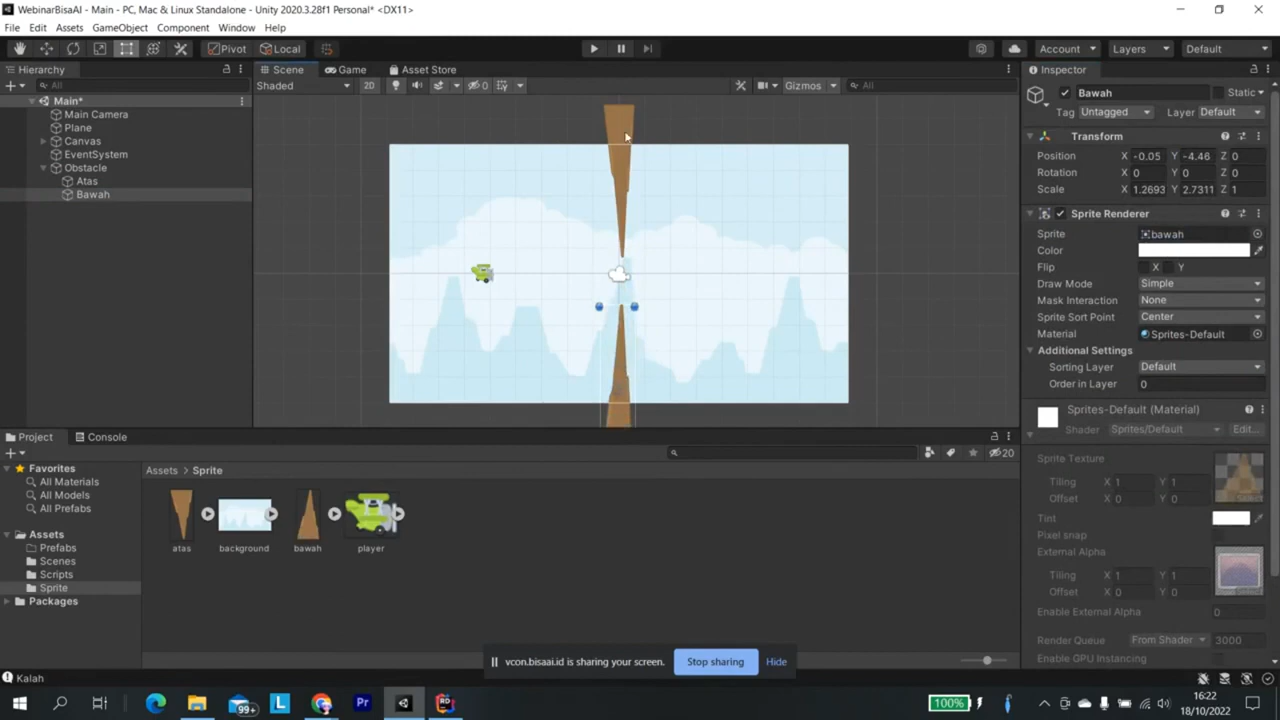 WebinarBisaAI - Main - PC, Mac & Linux Standalone - Unity 2020.3.28f1 Personal* <DX11>
File Edit Assets GameObject Component Window Help
Pivot Local Account Layers Default
Hierarchy Scene Game Asset Store Inspector
All Shaded 2D 0 Gizmos All
Bawah Static
Main*
Tag Untagged Layer Default
Main Camera
Plane
Canvas
EventSystem
Obstacle
Atas
Bawah
Transform
Position X -0.05 Y -4.46 Z 0
Rotation X 0 Y 0 Z 0
Scale X 1.2693 Y 2.7311 Z 1
Sprite Renderer
Sprite bawah
Color
Flip X Y
Draw Mode Simple
Mask Interaction None
Sprite Sort Point Center
Material Sprites-Default
Additional Settings
Sorting Layer Default
Order in Layer 0
Sprites-Default (Material)
Shader Sprites/Default Edit...
Sprite Texture
Tiling X 1 Y 1
Offset X 0 Y 0
Select
Tint
Pixel snap
External Alpha
Tiling X 1 Y 1
Offset X 0 Y 0
Select
Enable External Alpha 0
Render Queue From Shader 3000
Enable GPU Instancing
Project Console
20
Favorites
All Materials
All Models
All Prefabs
Assets
Prefabs
Scenes
Scripts
Sprite
Packages
Assets > Sprite
atas background bawah player
vcon.bisaai.id is sharing your screen. Stop sharing Hide
Kalah
99+ L Pr RD 100% 16:22
18/10/2022